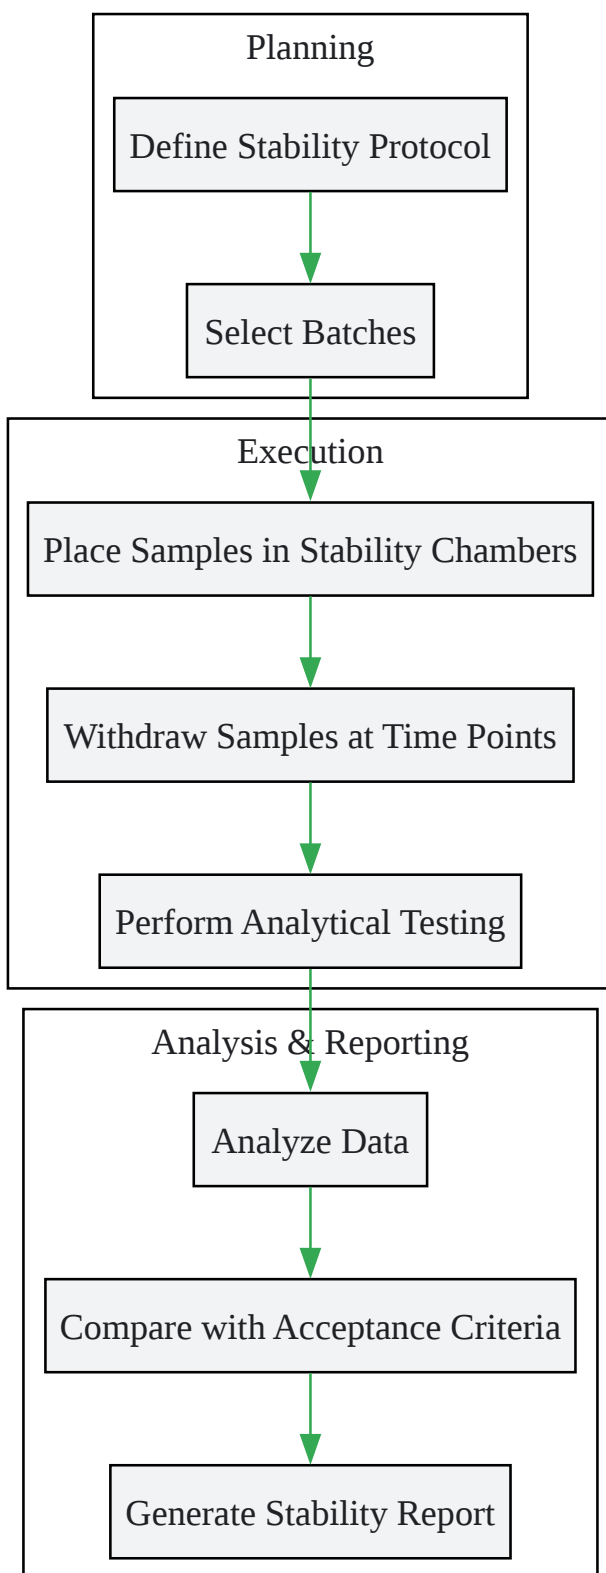 Planning
Define Stability Protocol
Select Batches
Execution
Place Samples in Stability Chambers
Withdraw Samples at Time Points
Perform Analytical Testing
Analysis & Reporting
Analyze Data
Compare with Acceptance Criteria
Generate Stability Report